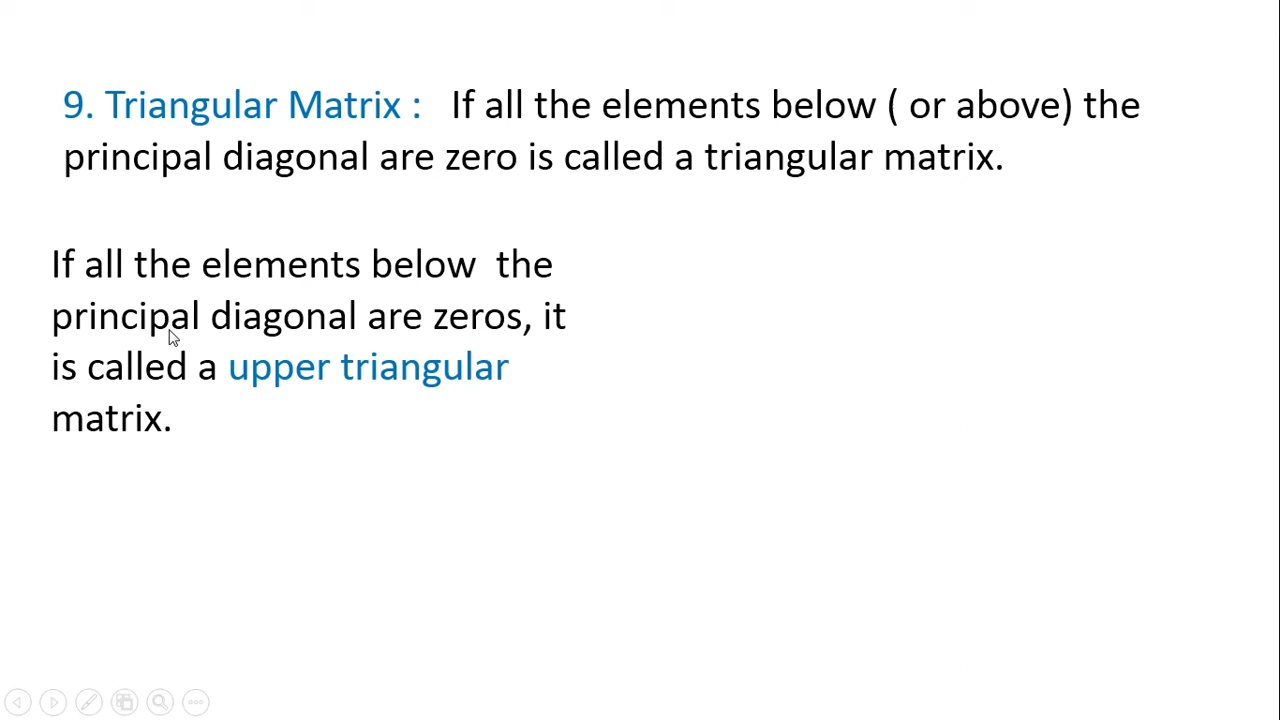 9. Triangular Matrix :   If all the elements below ( or above) the
principal diagonal are zero is called a triangular matrix.
If all the elements below  the
principal diagonal are zeros, it
is called a upper triangular
matrix.